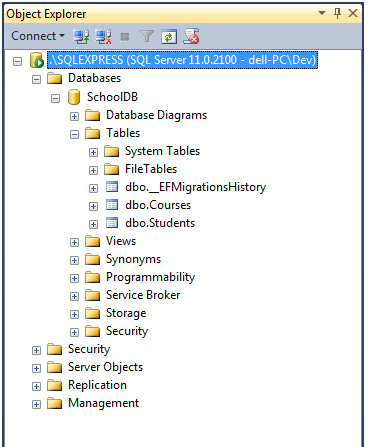 Object Explorer
Connect
.\SQLEXPRESS (SQL Server 11.0.2100 - dell-PC\Dev)
Databases
SchoolDB
Database Diagrams
Tables
System Tables
FileTables
dbo.__EFMigrationsHistory
dbo.Courses
dbo.Students
Views
Synonyms
Programmability
Service Broker
Storage
Security
Security
Server Objects
Replication
Management